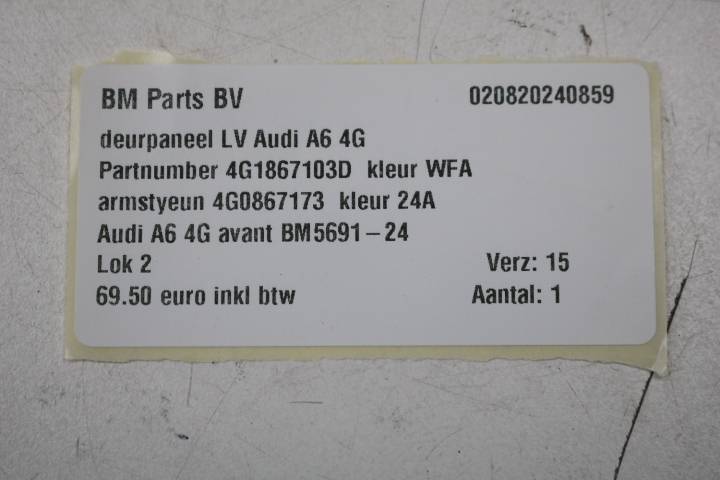 BM Parts BV 020820240859
deurpaneel LV Audi A6 4G
Partnumber 4G1867103D kleur WFA
armstyeun 4G0867173 kleur 24A
Audi A6 4G avant BM5691-24
Lok 2 Verz: 15
69.50 euro inkl btw Aantal: 1